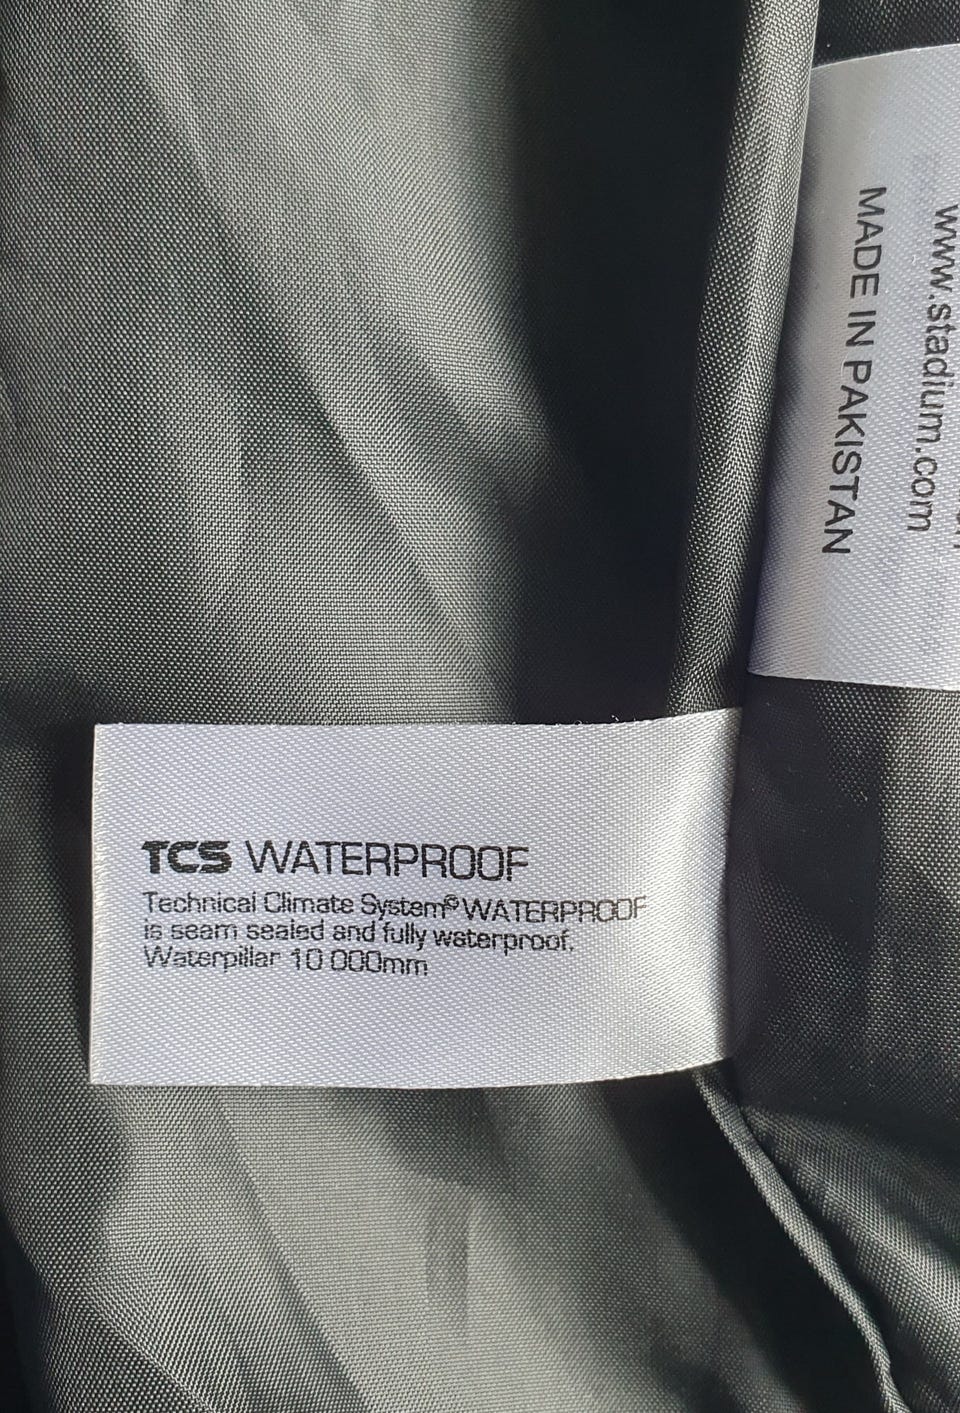 TCS WATERPROOF
Technical Climate System® WATERPROOF
is seam sealed and fully waterproof.
Waterpillar 10 000mm
www.stadium.com
MADE IN PAKISTAN